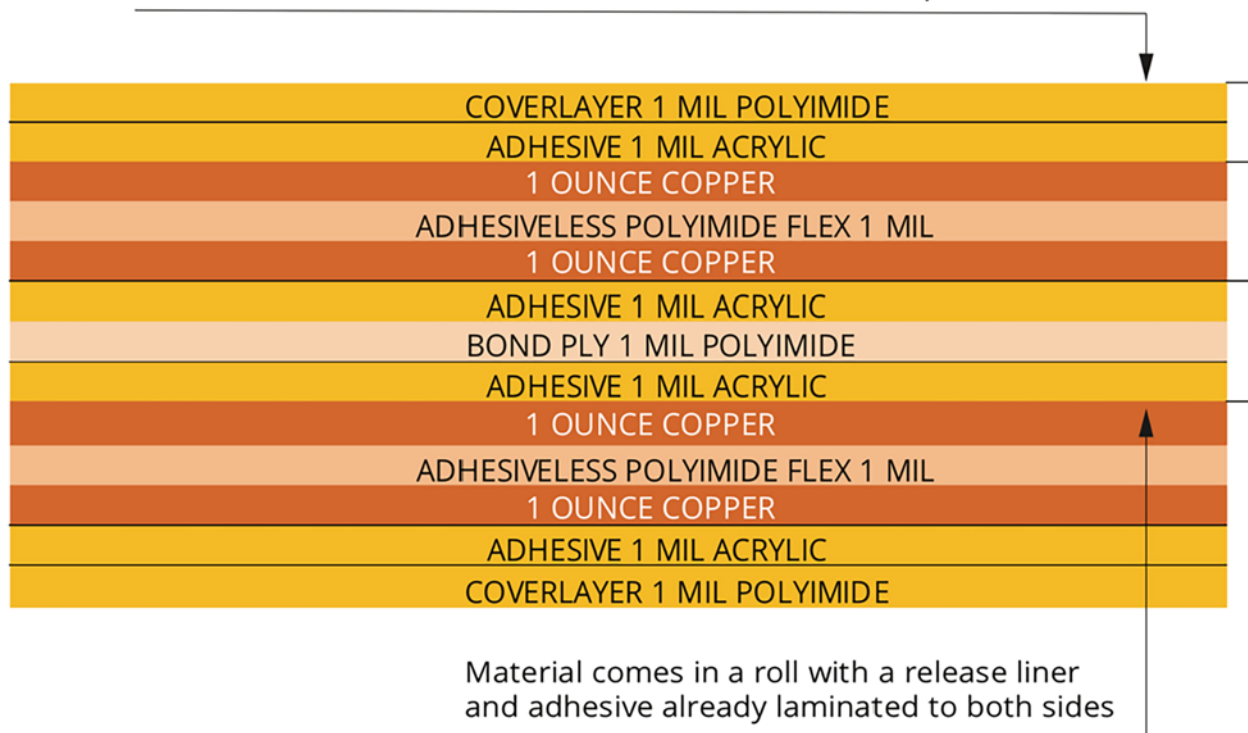 COVERLAYER 1 MIL POLYIMIDE
ADHESIVE 1 MIL ACRYLIC
1 OUNCE COPPER
ADHESIVELESS POLYIMIDE FLEX 1 MIL
1 OUNCE COPPER
ADHESIVE 1 MIL ACRYLIC
BOND PLY 1 MIL POLYIMIDE
ADHESIVE 1 MIL ACRYLIC
1 OUNCE COPPER
ADHESIVELESS POLYIMIDE FLEX 1 MIL
1 OUNCE COPPER
ADHESIVE 1 MIL ACRYLIC
COVERLAYER 1 MIL POLYIMIDE
Material comes in a roll with a release liner
and adhesive already laminated to both sides